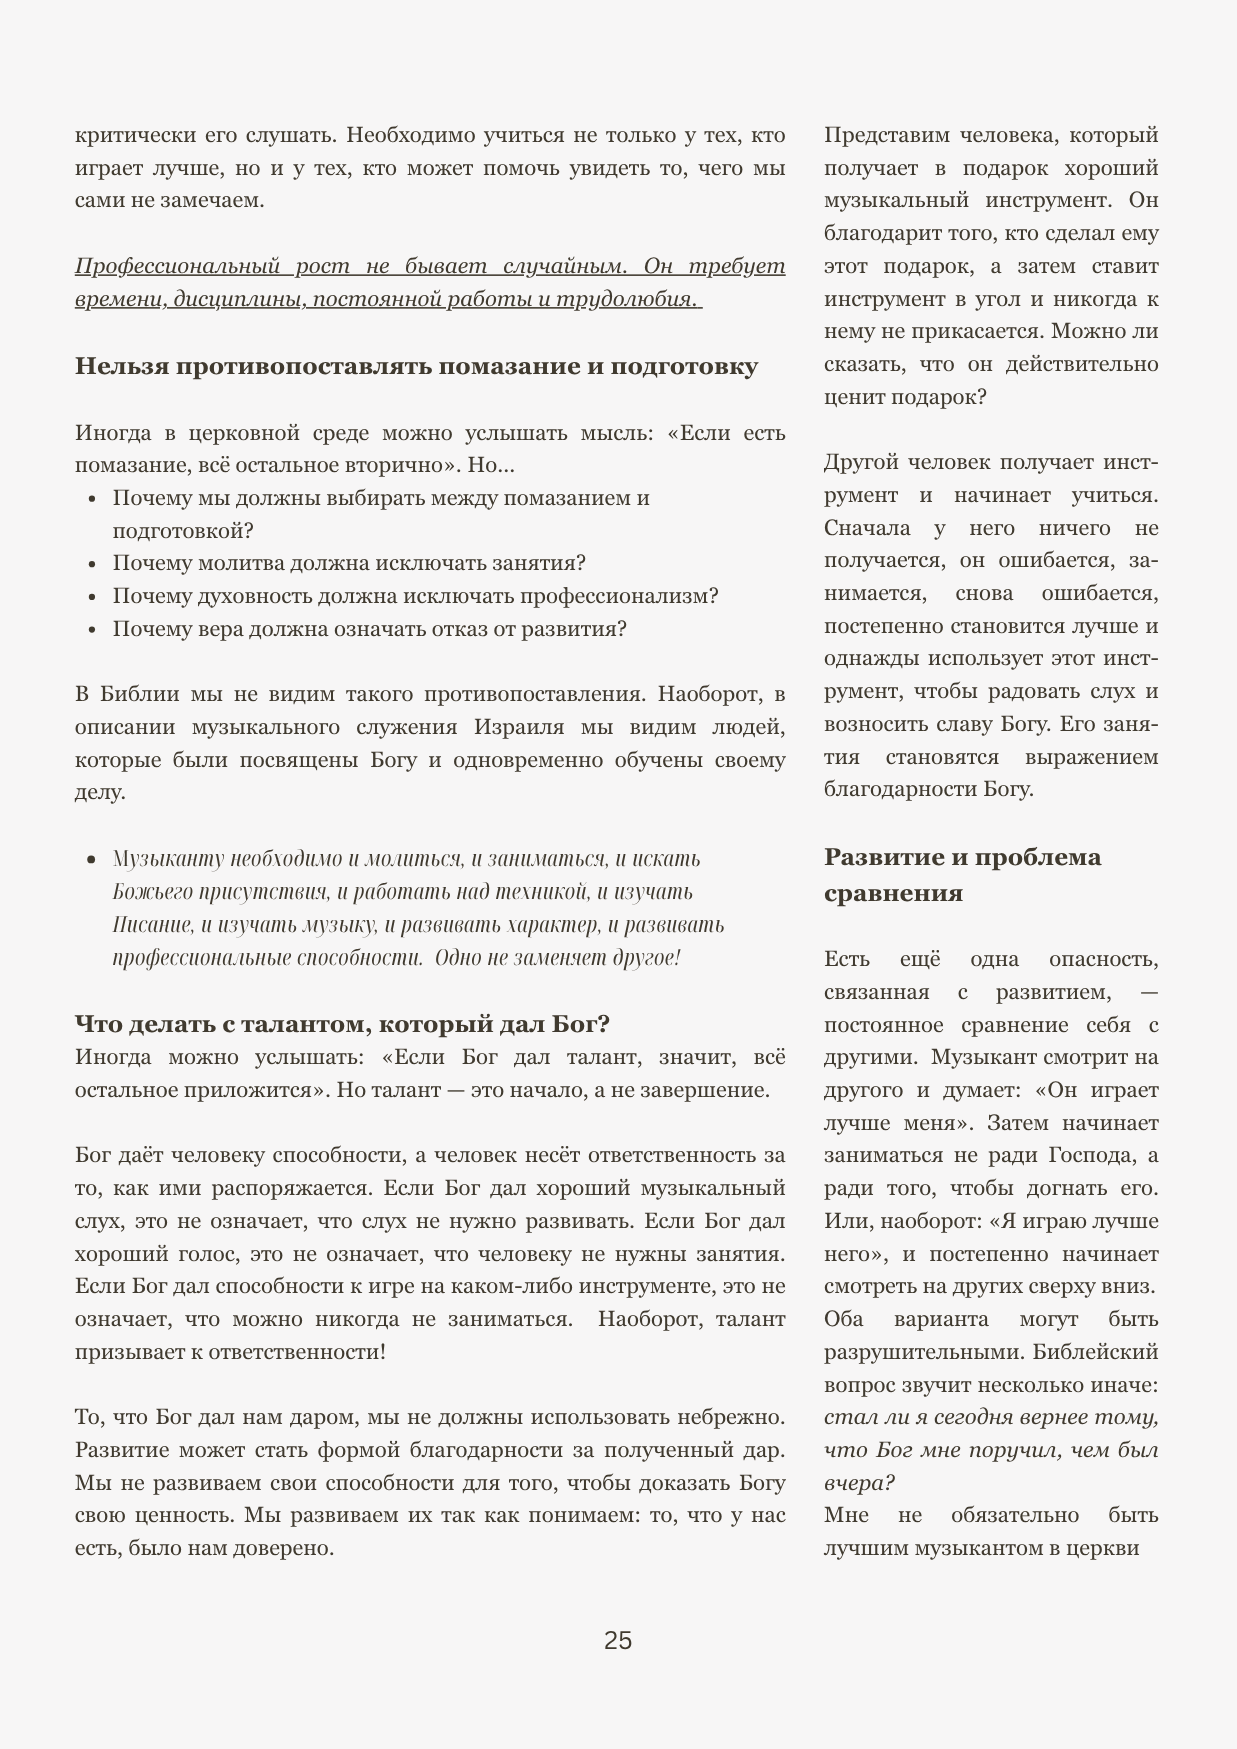 критически его слушать. Необходимо учиться не только у тех, кто
играет лучше, но и у тех, кто может помочь увидеть то, чего мы
сами не замечаем.
Профессиональный рост не бывает случайным. Он требует
времени, дисциплины, постоянной работы и трудолюбия.
Нельзя противопоставлять помазание и подготовку
Иногда в церковной среде можно услышать мысль: «Если есть
помазание, всё остальное вторично». Но...
• Почему мы должны выбирать между помазанием и
подготовкой?
• Почему молитва должна исключать занятия?
• Почему духовность должна исключать профессионализм?
• Почему вера должна означать отказ от развития?
В Библии мы не видим такого противопоставления. Наоборот, в
описании музыкального служения Израиля мы видим людей,
которые были посвящены Богу и одновременно обучены своему
делу.
• Музыканту необходимо и молиться, и заниматься, и искать
Божьего присутствия, и работать над техникой, и изучать
Писание, и изучать музыку, и развивать характер, и развивать
профессиональные способности. Одно не заменяет другое!
Что делать с талантом, который дал Бог?
Иногда можно услышать: «Если Бог дал талант, значит, всё
остальное приложится». Но талант — это начало, а не завершение.
Бог даёт человеку способности, а человек несёт ответственность за
то, как ими распоряжается. Если Бог дал хороший музыкальный
слух, это не означает, что слух не нужно развивать. Если Бог дал
хороший голос, это не означает, что человеку не нужны занятия.
Если Бог дал способности к игре на каком-либо инструменте, это не
означает, что можно никогда не заниматься. Наоборот, талант
призывает к ответственности!
То, что Бог дал нам даром, мы не должны использовать небрежно.
Развитие может стать формой благодарности за полученный дар.
Мы не развиваем свои способности для того, чтобы доказать Богу
свою ценность. Мы развиваем их так как понимаем: то, что у нас
есть, было нам доверено.
Представим человека, который
получает в подарок хороший
музыкальный инструмент. Он
благодарит того, кто сделал ему
этот подарок, а затем ставит
инструмент в угол и никогда к
нему не прикасается. Можно ли
сказать, что он действительно
ценит подарок?
Другой человек получает инст-
румент и начинает учиться.
Сначала у него ничего не
получается, он ошибается, за-
нимается, снова ошибается,
постепенно становится лучше и
однажды использует этот инст-
румент, чтобы радовать слух и
возносить славу Богу. Его заня-
тия становятся выражением
благодарности Богу.
Развитие и проблема
сравнения
Есть ещё одна опасность,
связанная с развитием, —
постоянное сравнение себя с
другими. Музыкант смотрит на
другого и думает: «Он играет
лучше меня». Затем начинает
заниматься не ради Господа, а
ради того, чтобы догнать его.
Или, наоборот: «Я играю лучше
него», и постепенно начинает
смотреть на других сверху вниз.
Оба варианта могут быть
разрушительными. Библейский
вопрос звучит несколько иначе:
стал ли я сегодня вернее тому,
что Бог мне поручил, чем был
вчера?
Мне не обязательно быть
лучшим музыкантом в церкви
25